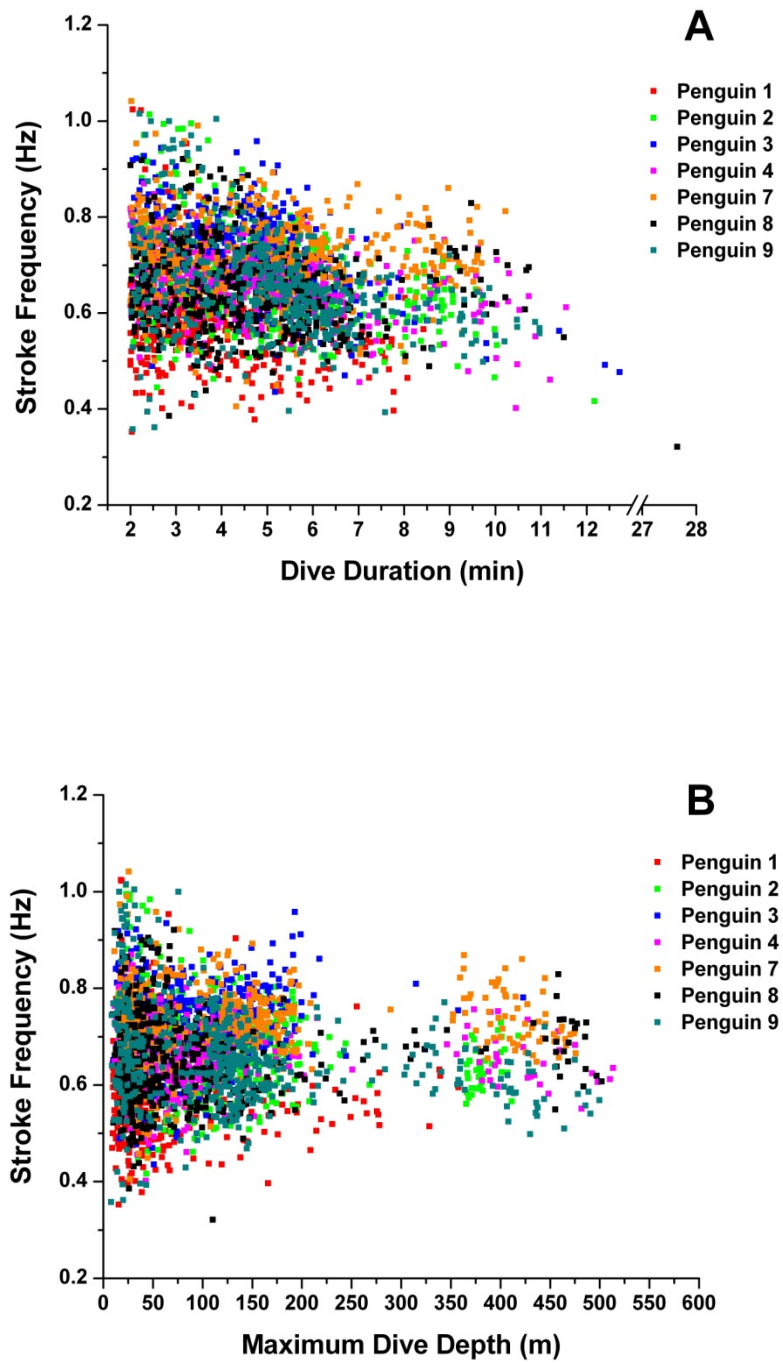 A
1.2
1.0
0.8
0.6
0.4
0.2
Stroke Frequency (Hz)
Penguin 1
Penguin 2
Penguin 3
Penguin 4
Penguin 7
Penguin 8
Penguin 9
2 3 4 5 6 7 8 9 10 11 12 27 28
Dive Duration (min)
B
1.2
1.0
0.8
0.6
0.4
0.2
Stroke Frequency (Hz)
Penguin 1
Penguin 2
Penguin 3
Penguin 4
Penguin 7
Penguin 8
Penguin 9
0 50 100 150 200 250 300 350 400 450 500 550 600
Maximum Dive Depth (m)